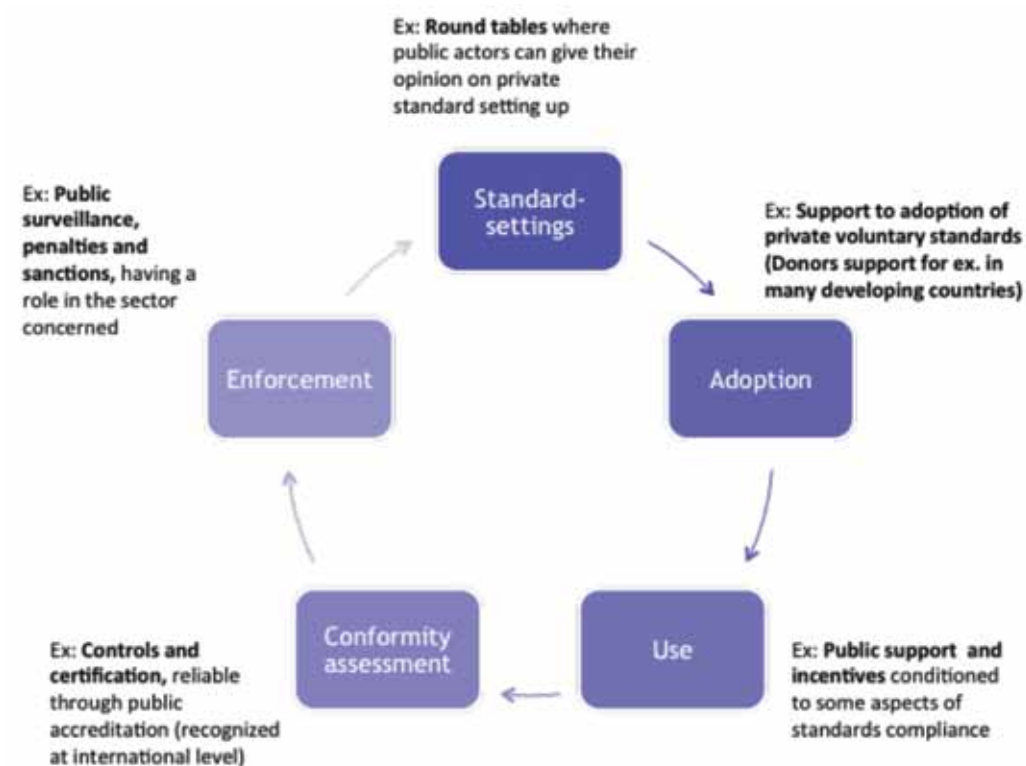 Ex: Round tables where
public actors can give their
opinion on private
standard setting up
Standard-
settings
Ex: Support to adoption of
private voluntary standards
(Donors support for ex. in
many developing countries)
Adoption
Ex: Public support and
incentives conditioned
to some aspects of
standards compliance
Use
Conformity
assessment
Ex: Controls and
certification, reliable
through public
accreditation (recognized
at international level)
Enforcement
Ex: Public
surveillance,
penalties and
sanctions, having a
role in the sector
concerned